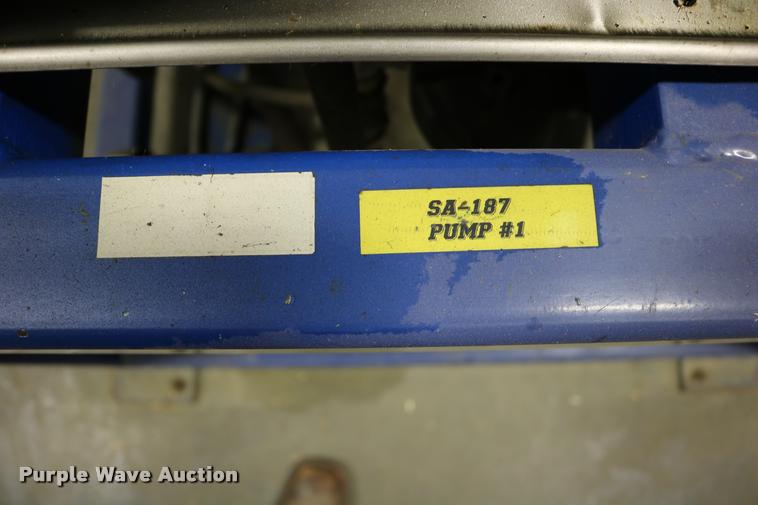 SA-187
PUMP #1
Purple Wave Auction